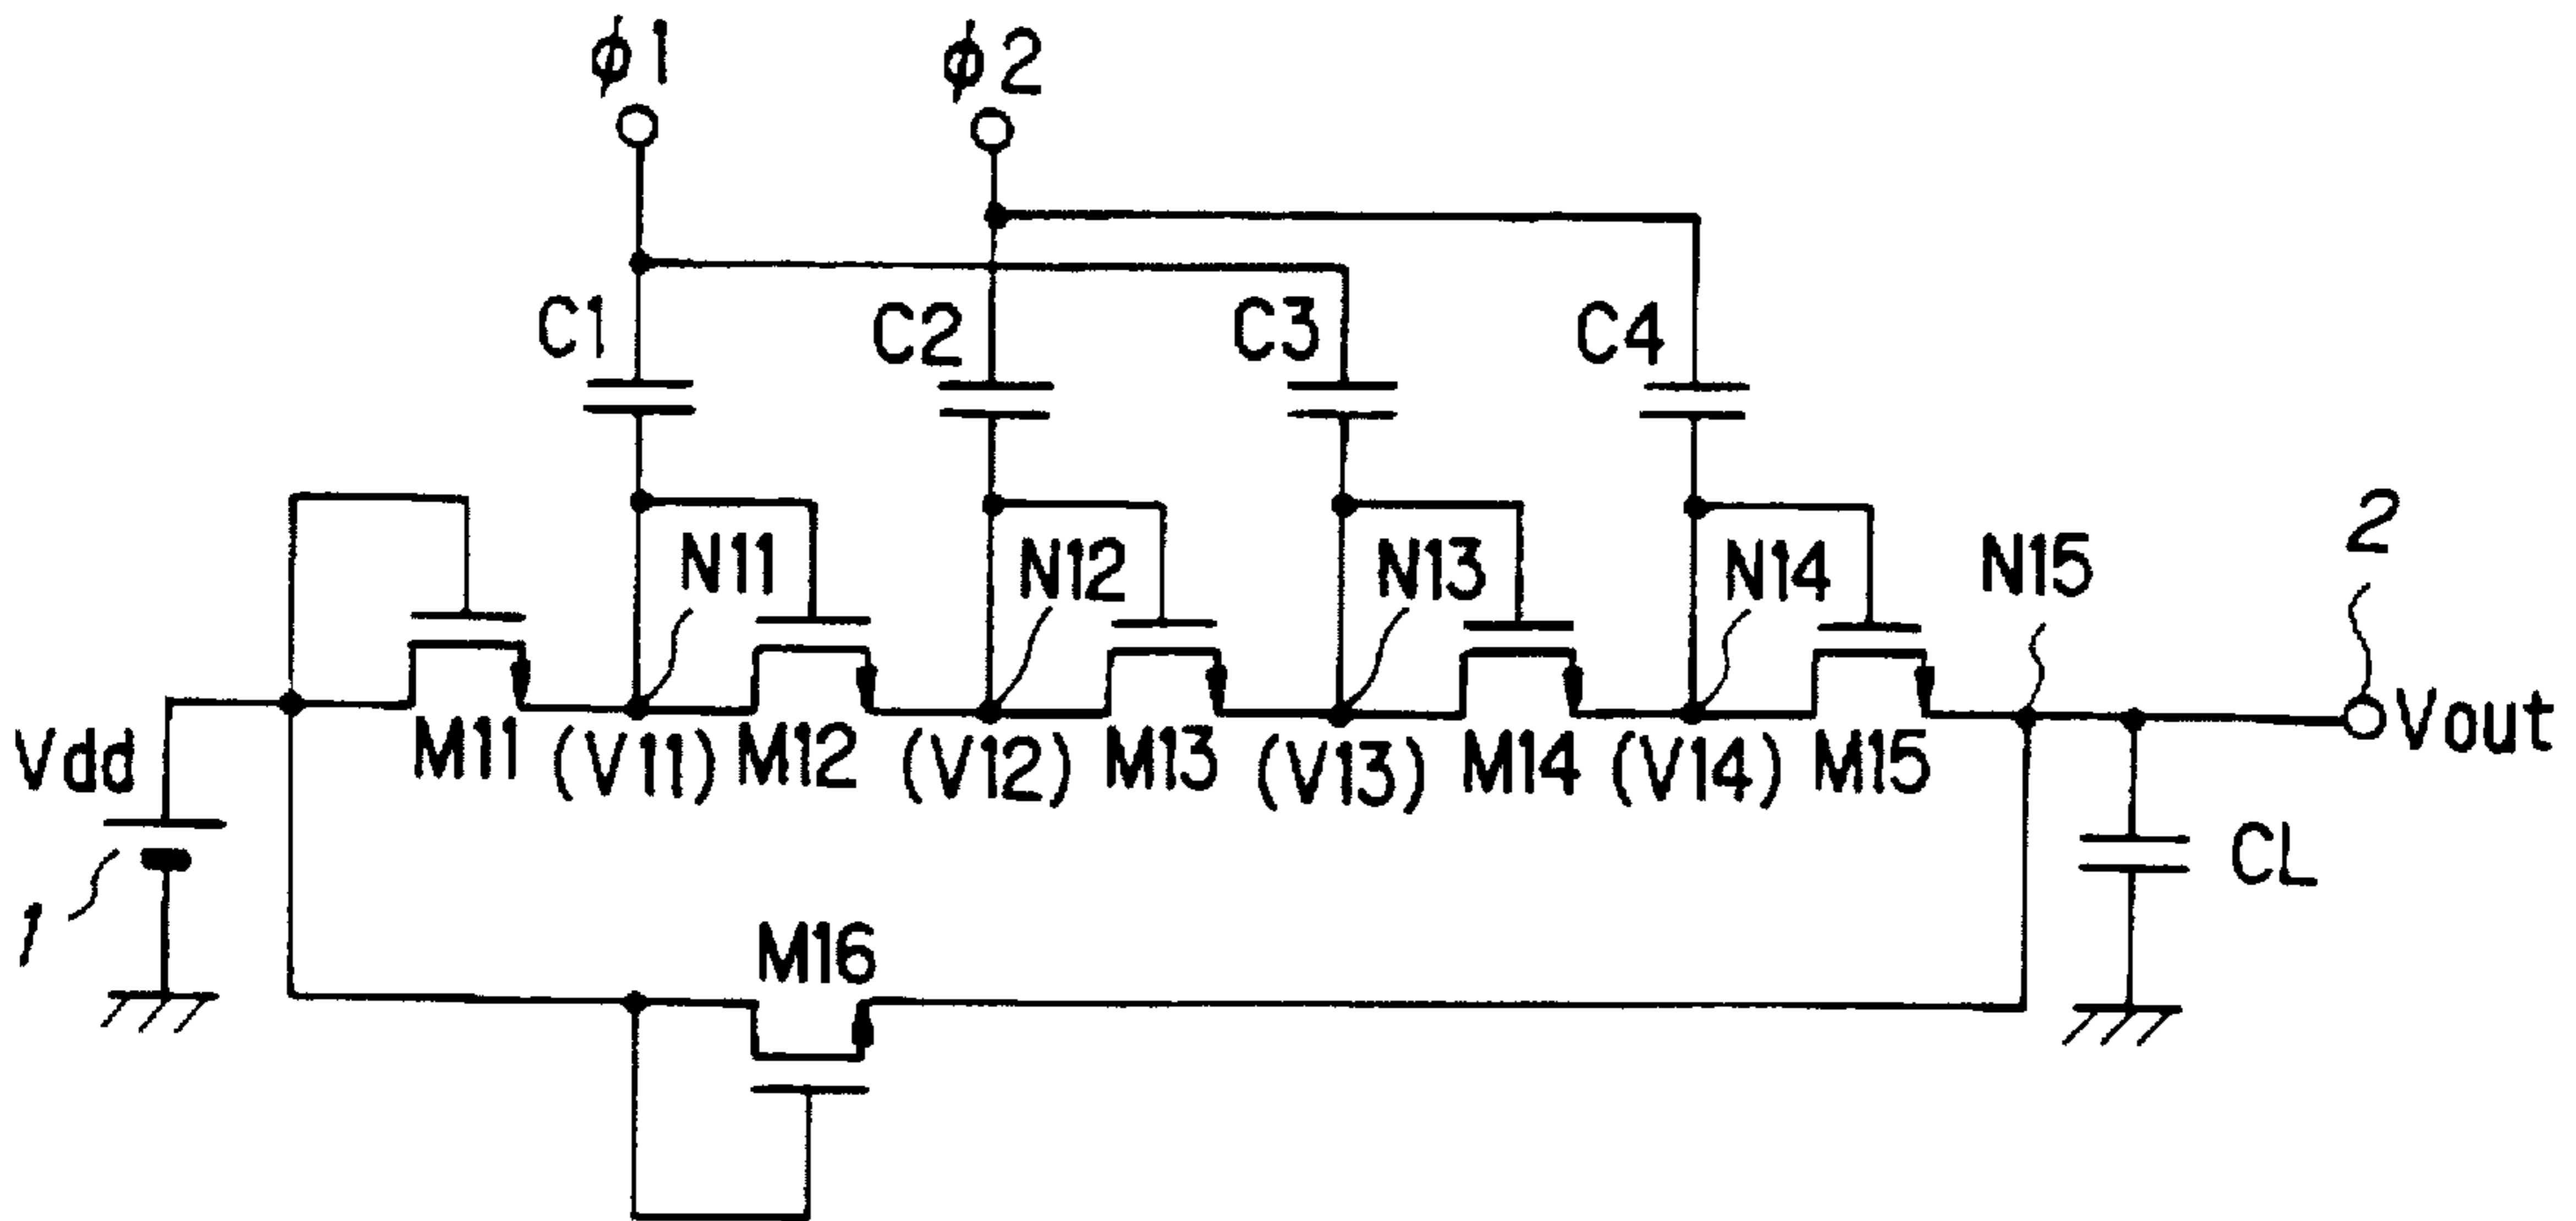 ϕ1 ϕ2
C1 C2 C3 C4
N11 N12 N13 N14 N15 2
Vdd M11 (V11) M12 (V12) M13 (V13) M14 (V14) M15 Vout
1 CL
M16